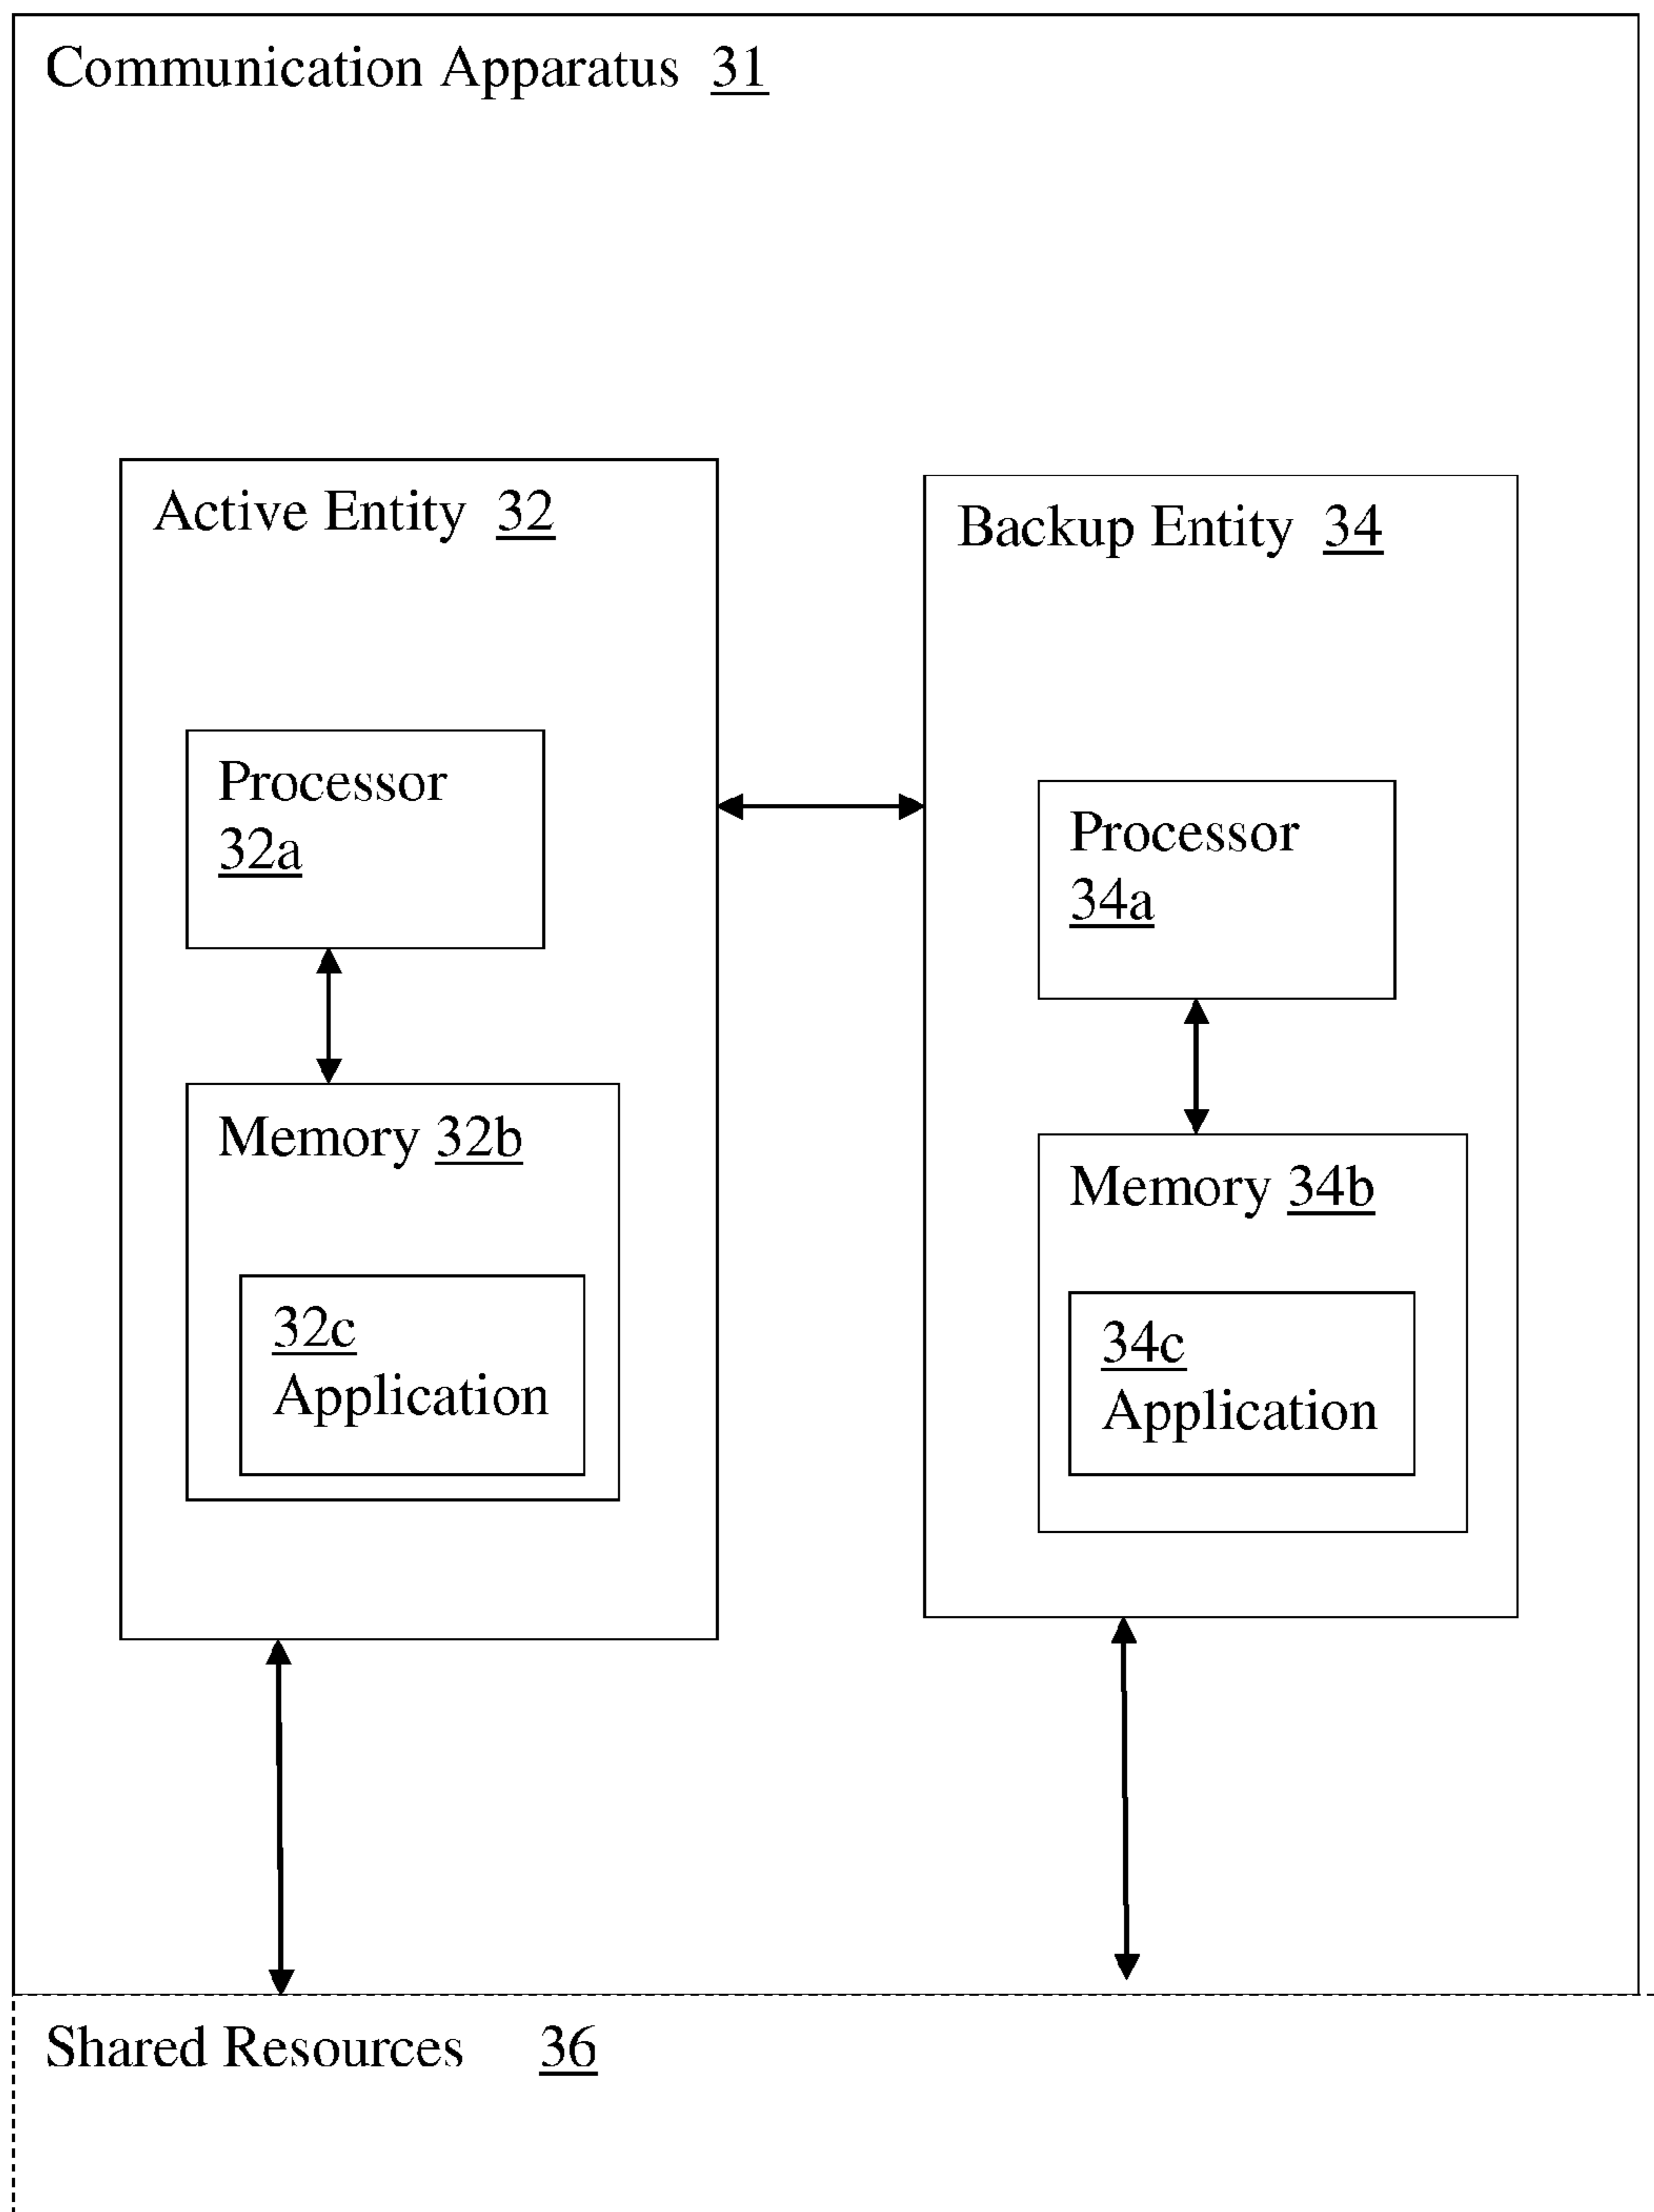 Communication Apparatus 31
Active Entity 32
Processor
32a
Memory 32b
32c
Application
Backup Entity 34
Processor
34a
Memory 34b
34c
Application
Shared Resources 36